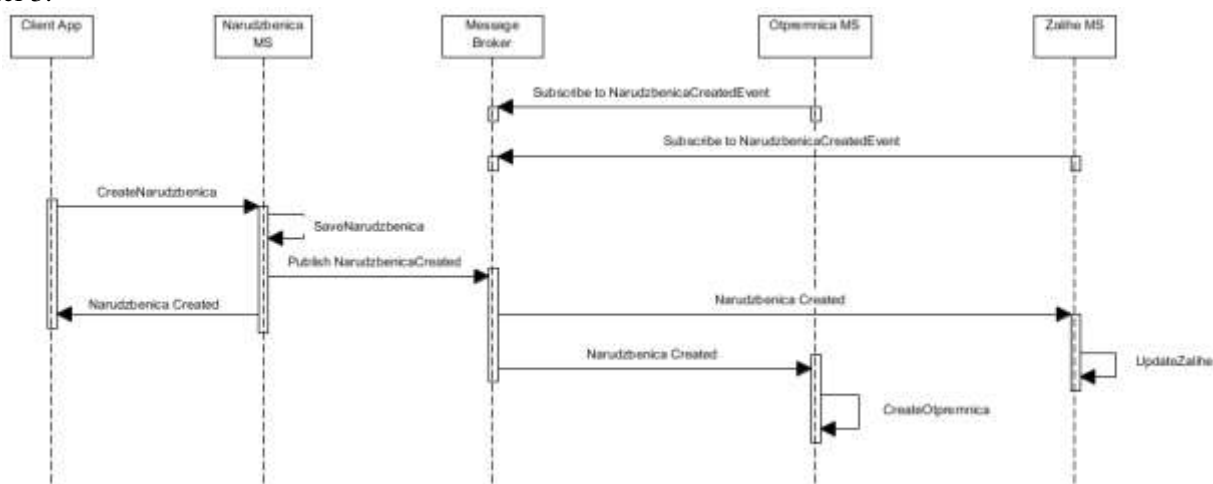 Client App
Narudzbenica
MS
Message
Broker
Otpremnica MS
Zalihe MS
Subscribe to NarudzbenicaCreatedEvent
Subscribe to NarudzbenicaCreatedEvent
CreateNarudzbenica
SaveNarudzbenica
Publish NarudzbenicaCreated
Narudzbenica Created
Narudzbenica Created
Narudzbenica Created
UpdateZalihe
CreateOtpremnica